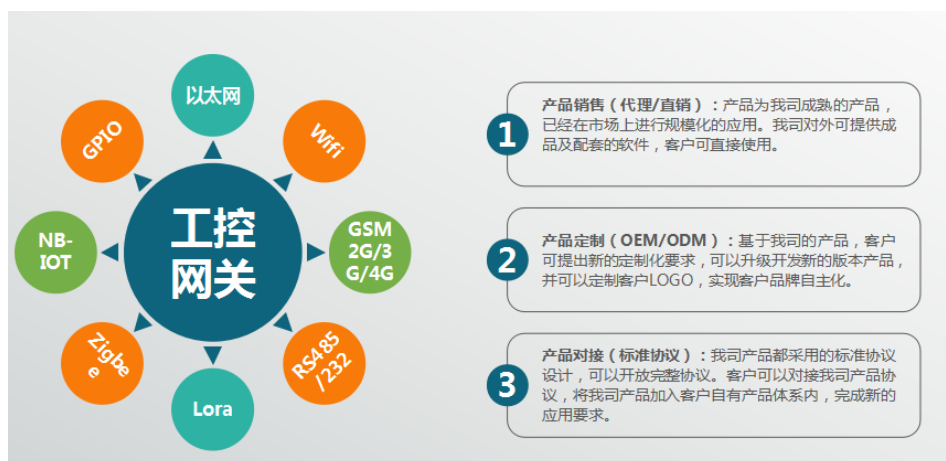 以太网
GPIO
Wifi
工控
网关
NB-
IOT
GSM
2G/3
G/4G
Zigbe
e
RS485
/232
Lora
1
产品销售（代理/直销）：产品为我司成熟的产品，
已经在市场上进行规模化的应用。我司对外可提供成
品及配套的软件，客户可直接使用。
2
产品定制（OEM/ODM）：基于我司的产品，客户
可提出新的定制化要求，可以升级开发新的版本产品，
并可以定制客户LOGO，实现客户品牌自主化。
3
产品对接（标准协议）：我司产品都采用的标准协议
设计，可以开放完整协议。客户可以对接我司产品协
议，将我司产品加入客户自有产品体系内，完成新的
应用要求。